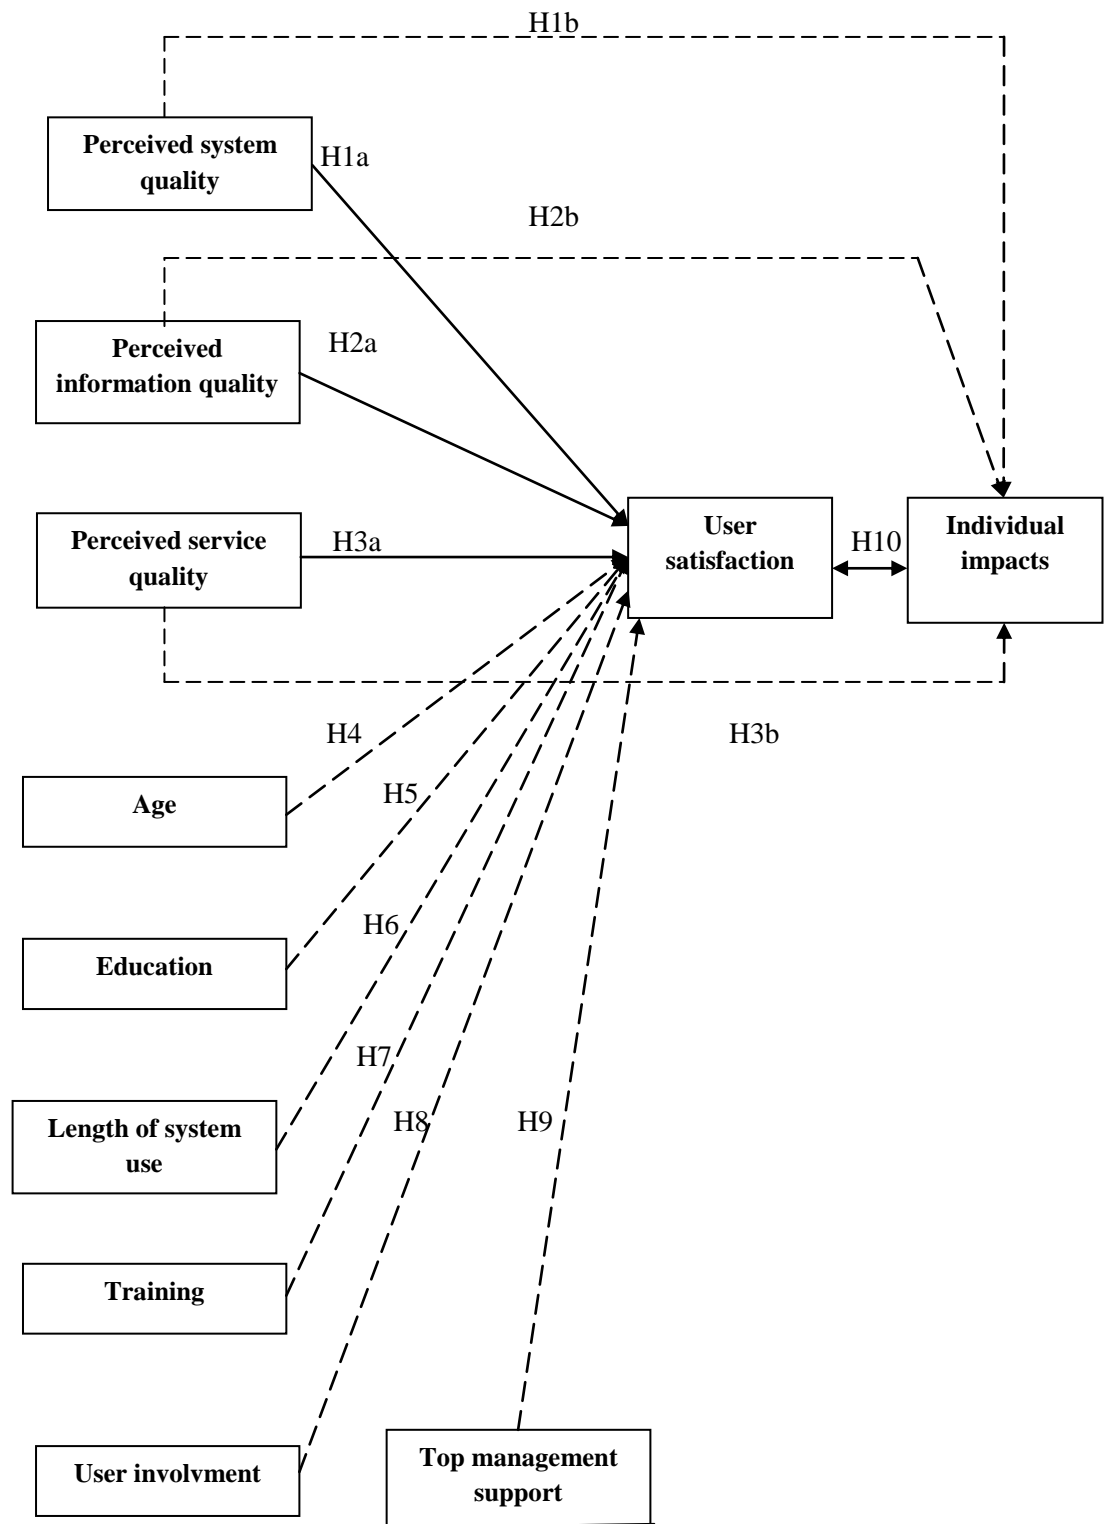 H1b
Perceived system
quality
H1a
H2b
Perceived
information quality
H2a
Perceived service
quality
H3a
User
satisfaction
H10
Individual
impacts
H4
H3b
Age
H5
H6
Education
H7
Length of system
use
H8
H9
Training
User involvment
Top management
support